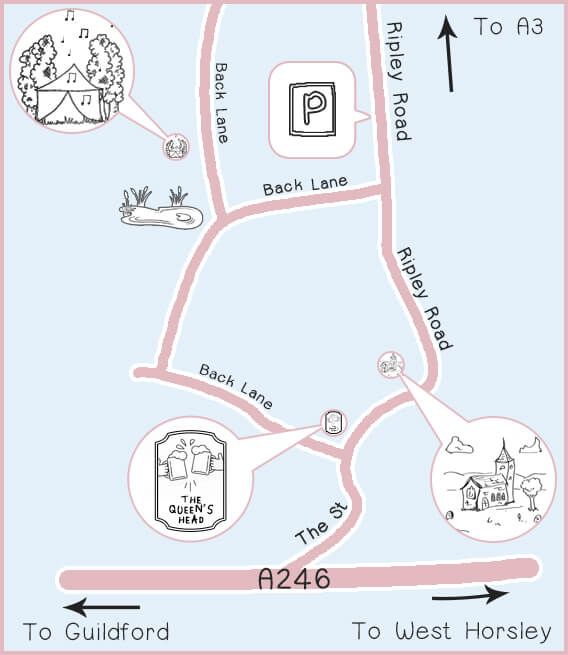 To A3
Ripley Road
Back Lane
P
Back Lane
Ripley Road
Back Lane
THE
QUEEN'S
HEAD
The St
A246
To Guildford
To West Horsley